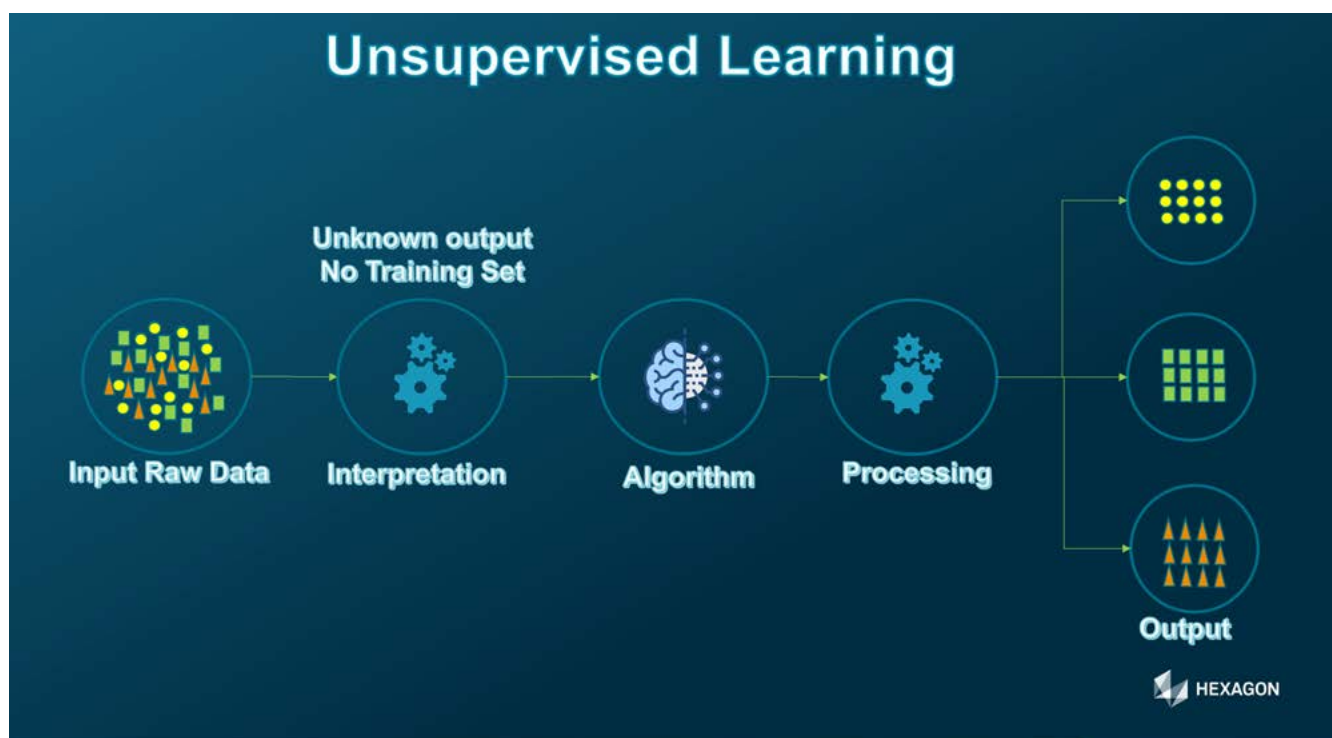 Unsupervised Learning
Unknown output
No Training Set
Input Raw Data
Interpretation
Algorithm
Processing
Output
HEXAGON